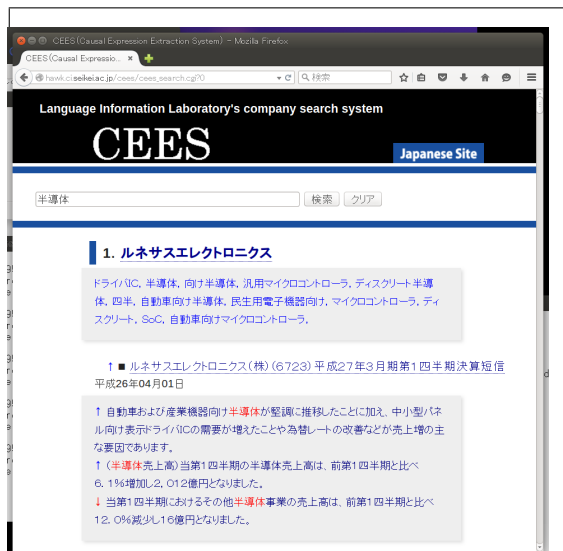 CEES(Causal Expression Extraction System) - Mozilla Firefox
CEES(Causal Expressio...
hawk.ci.seikei.ac.jp/cees/cees_search.cgi?0
検索
Language Information Laboratory's company search system
CEES
Japanese Site
半導体
検索 クリア
1. ルネサスエレクトロニクス
ドライバIC, 半導体, 向け半導体, 汎用マイクロコントローラ, ディスクリート半導
体, 四半, 自動車向け半導体, 民生用電子機器向け, マイクロコントローラ, ディ
スクリート, SoC, 自動車向けマイクロコントローラ,
↑ ■ ルネサスエレクトロニクス(株)(6723) 平成27年3月期第1四半期決算短信
平成26年04月01日
↑ 自動車および産業機器向け半導体が堅調に推移したことに加え、中小型パネ
ル向け表示ドライバICの需要が増えたことや為替レートの改善などが売上増の主
な要因であります。
↑ (半導体売上高)当第1四半期の半導体売上高は、前第1四半期と比べ
6.1%増加し2,012億円となりました。
↓ 当第1四半期におけるその他半導体事業の売上高は、前第1四半期と比べ
12.0%減少し16億円となりました。